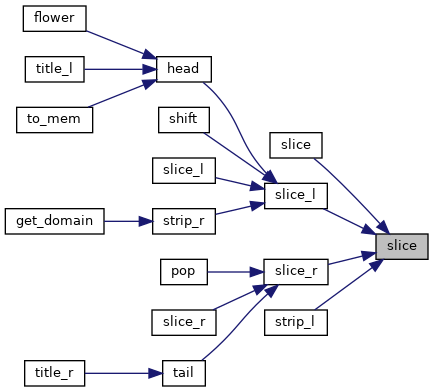 flower
title_l
head
to_mem
shift
slice
slice_l
slice_l
get_domain
strip_r
slice
pop
slice_r
slice_r
strip_l
title_r
tail